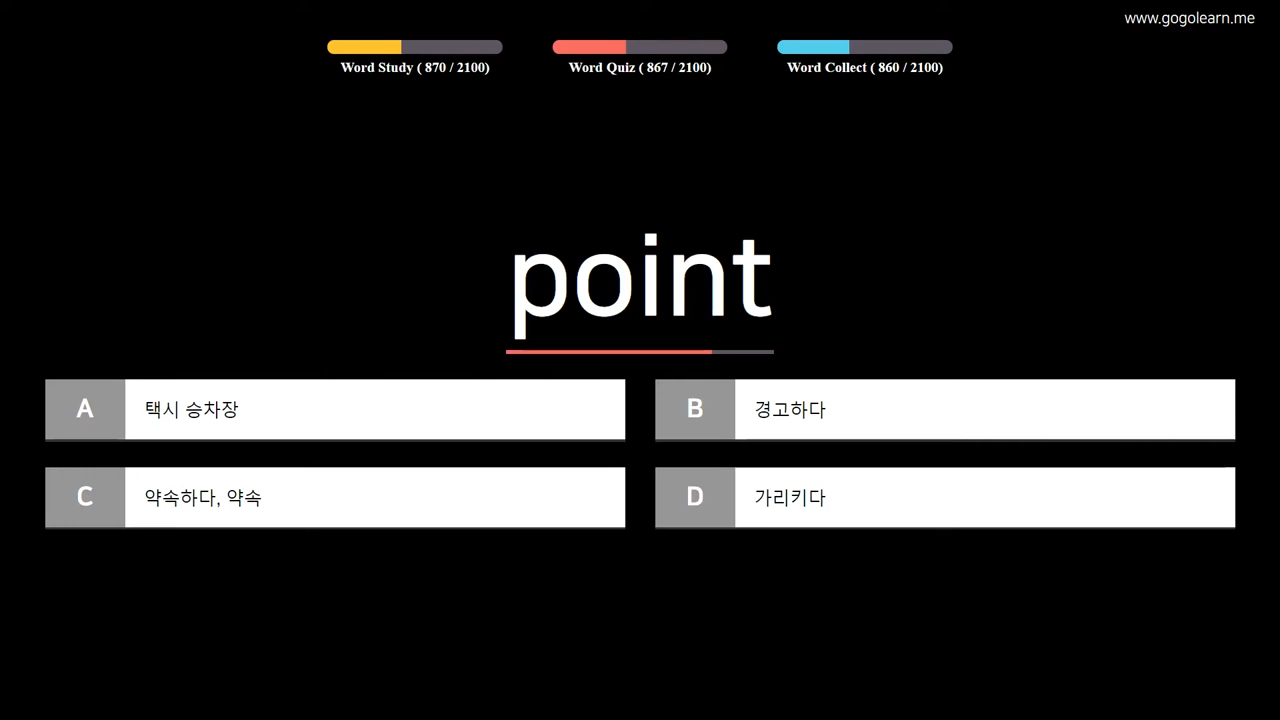 www.gogolearn.me
Word Study ( 870 / 2100)
Word Quiz ( 867 / 2100)
Word Collect ( 860 / 2100)
point
A 택시 승차장
B 경고하다
C 약속하다, 약속
D 가리키다